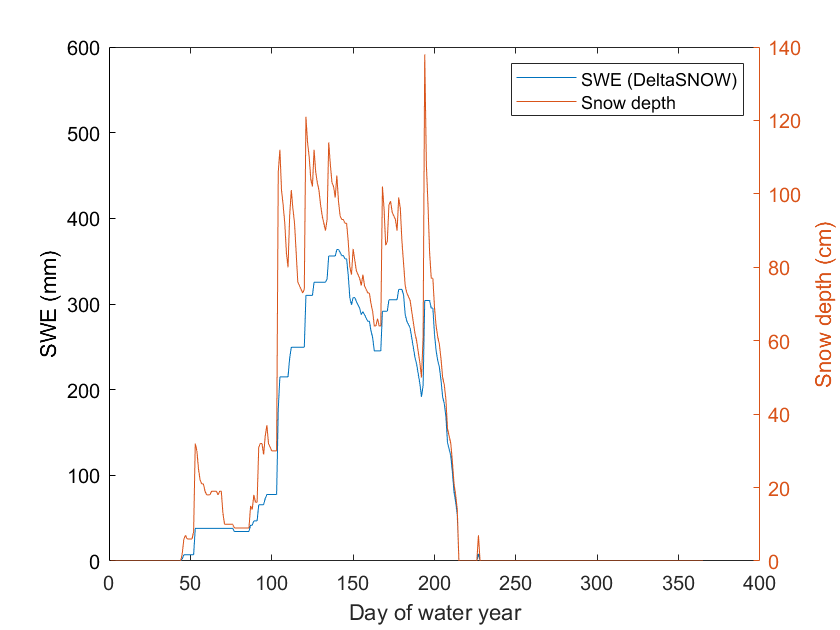 600
500
400
300
200
100
0
SWE (mm)
140
120
100
80
60
40
20
0
Snow depth (cm)
SWE (DeltaSNOW)
Snow depth
0 50 100 150 200 250 300 350 400
Day of water year